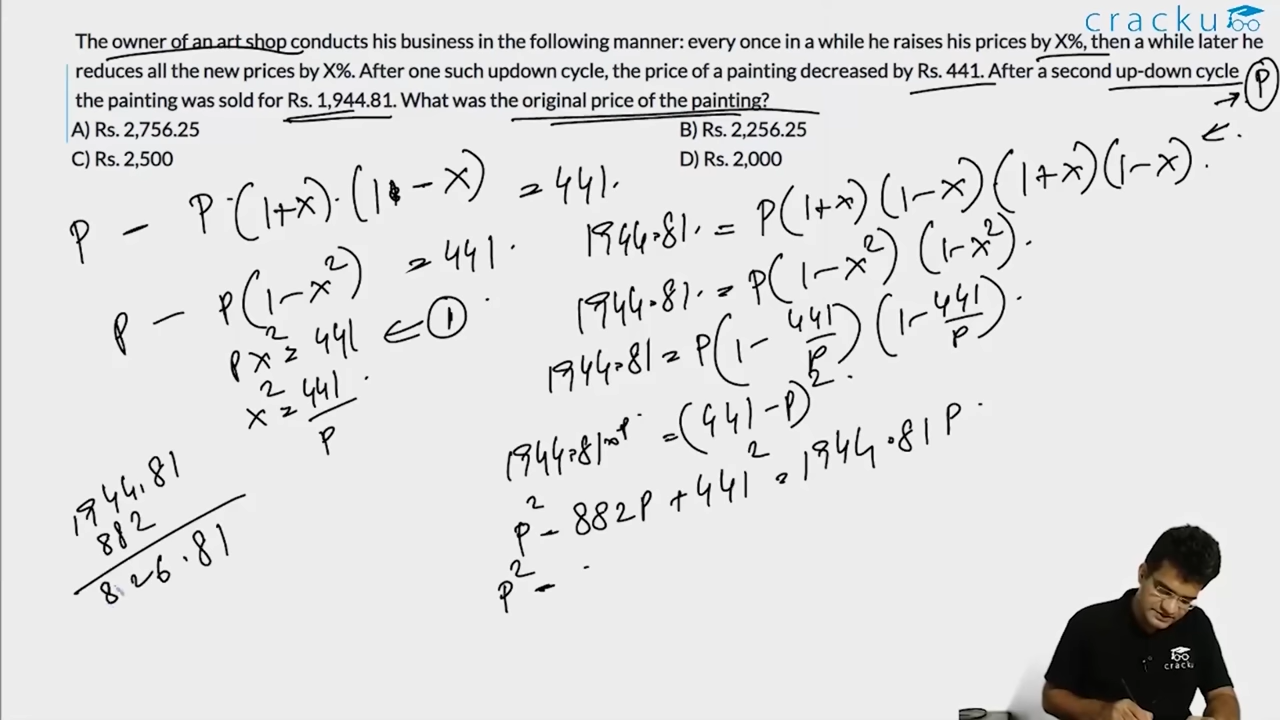 cracku
The owner of an art shop conducts his business in the following manner: every once in a while he raises his prices by X%, then a while later he
reduces all the new prices by X%. After one such updown cycle, the price of a painting decreased by Rs. 441. After a second up-down cycle
the painting was sold for Rs. 1,944.81. What was the original price of the painting?
P
A) Rs. 2,756.25
B) Rs. 2,256.25
C) Rs. 2,500
D) Rs. 2,000
P - P·(1+x)·(1-x) = 441.
P - P(1-x²) = 441.
Px² = 441 ⇐ ①
x² = 441/P
1944.81
882
826.81
1944.81. = P(1+x)(1-x)(1+x)(1-x).
1944.81. = P(1-x²)(1-x²).
1944.81 = P(1-441/P)(1-441/P).
1944.81×P = (441-P)².
P² - 882P + 441² = 1944.81P.
P² -
cracku